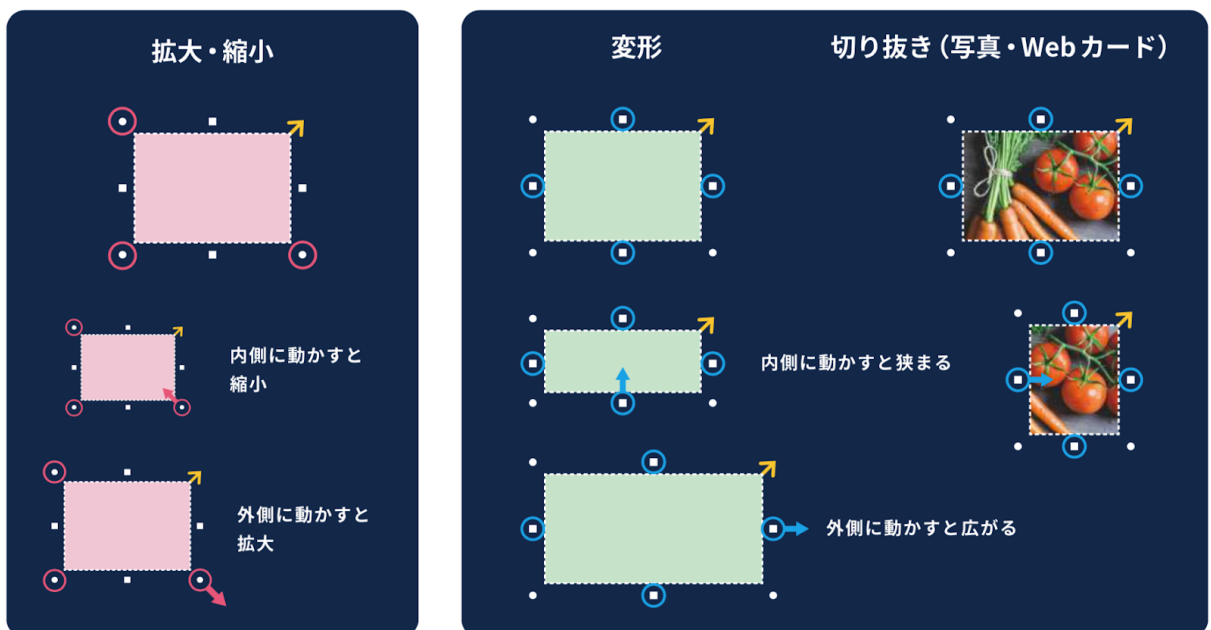 拡大・縮小
内側に動かすと
縮小
外側に動かすと
拡大
変形
切り抜き（写真・Webカード）
内側に動かすと狭まる
外側に動かすと広がる